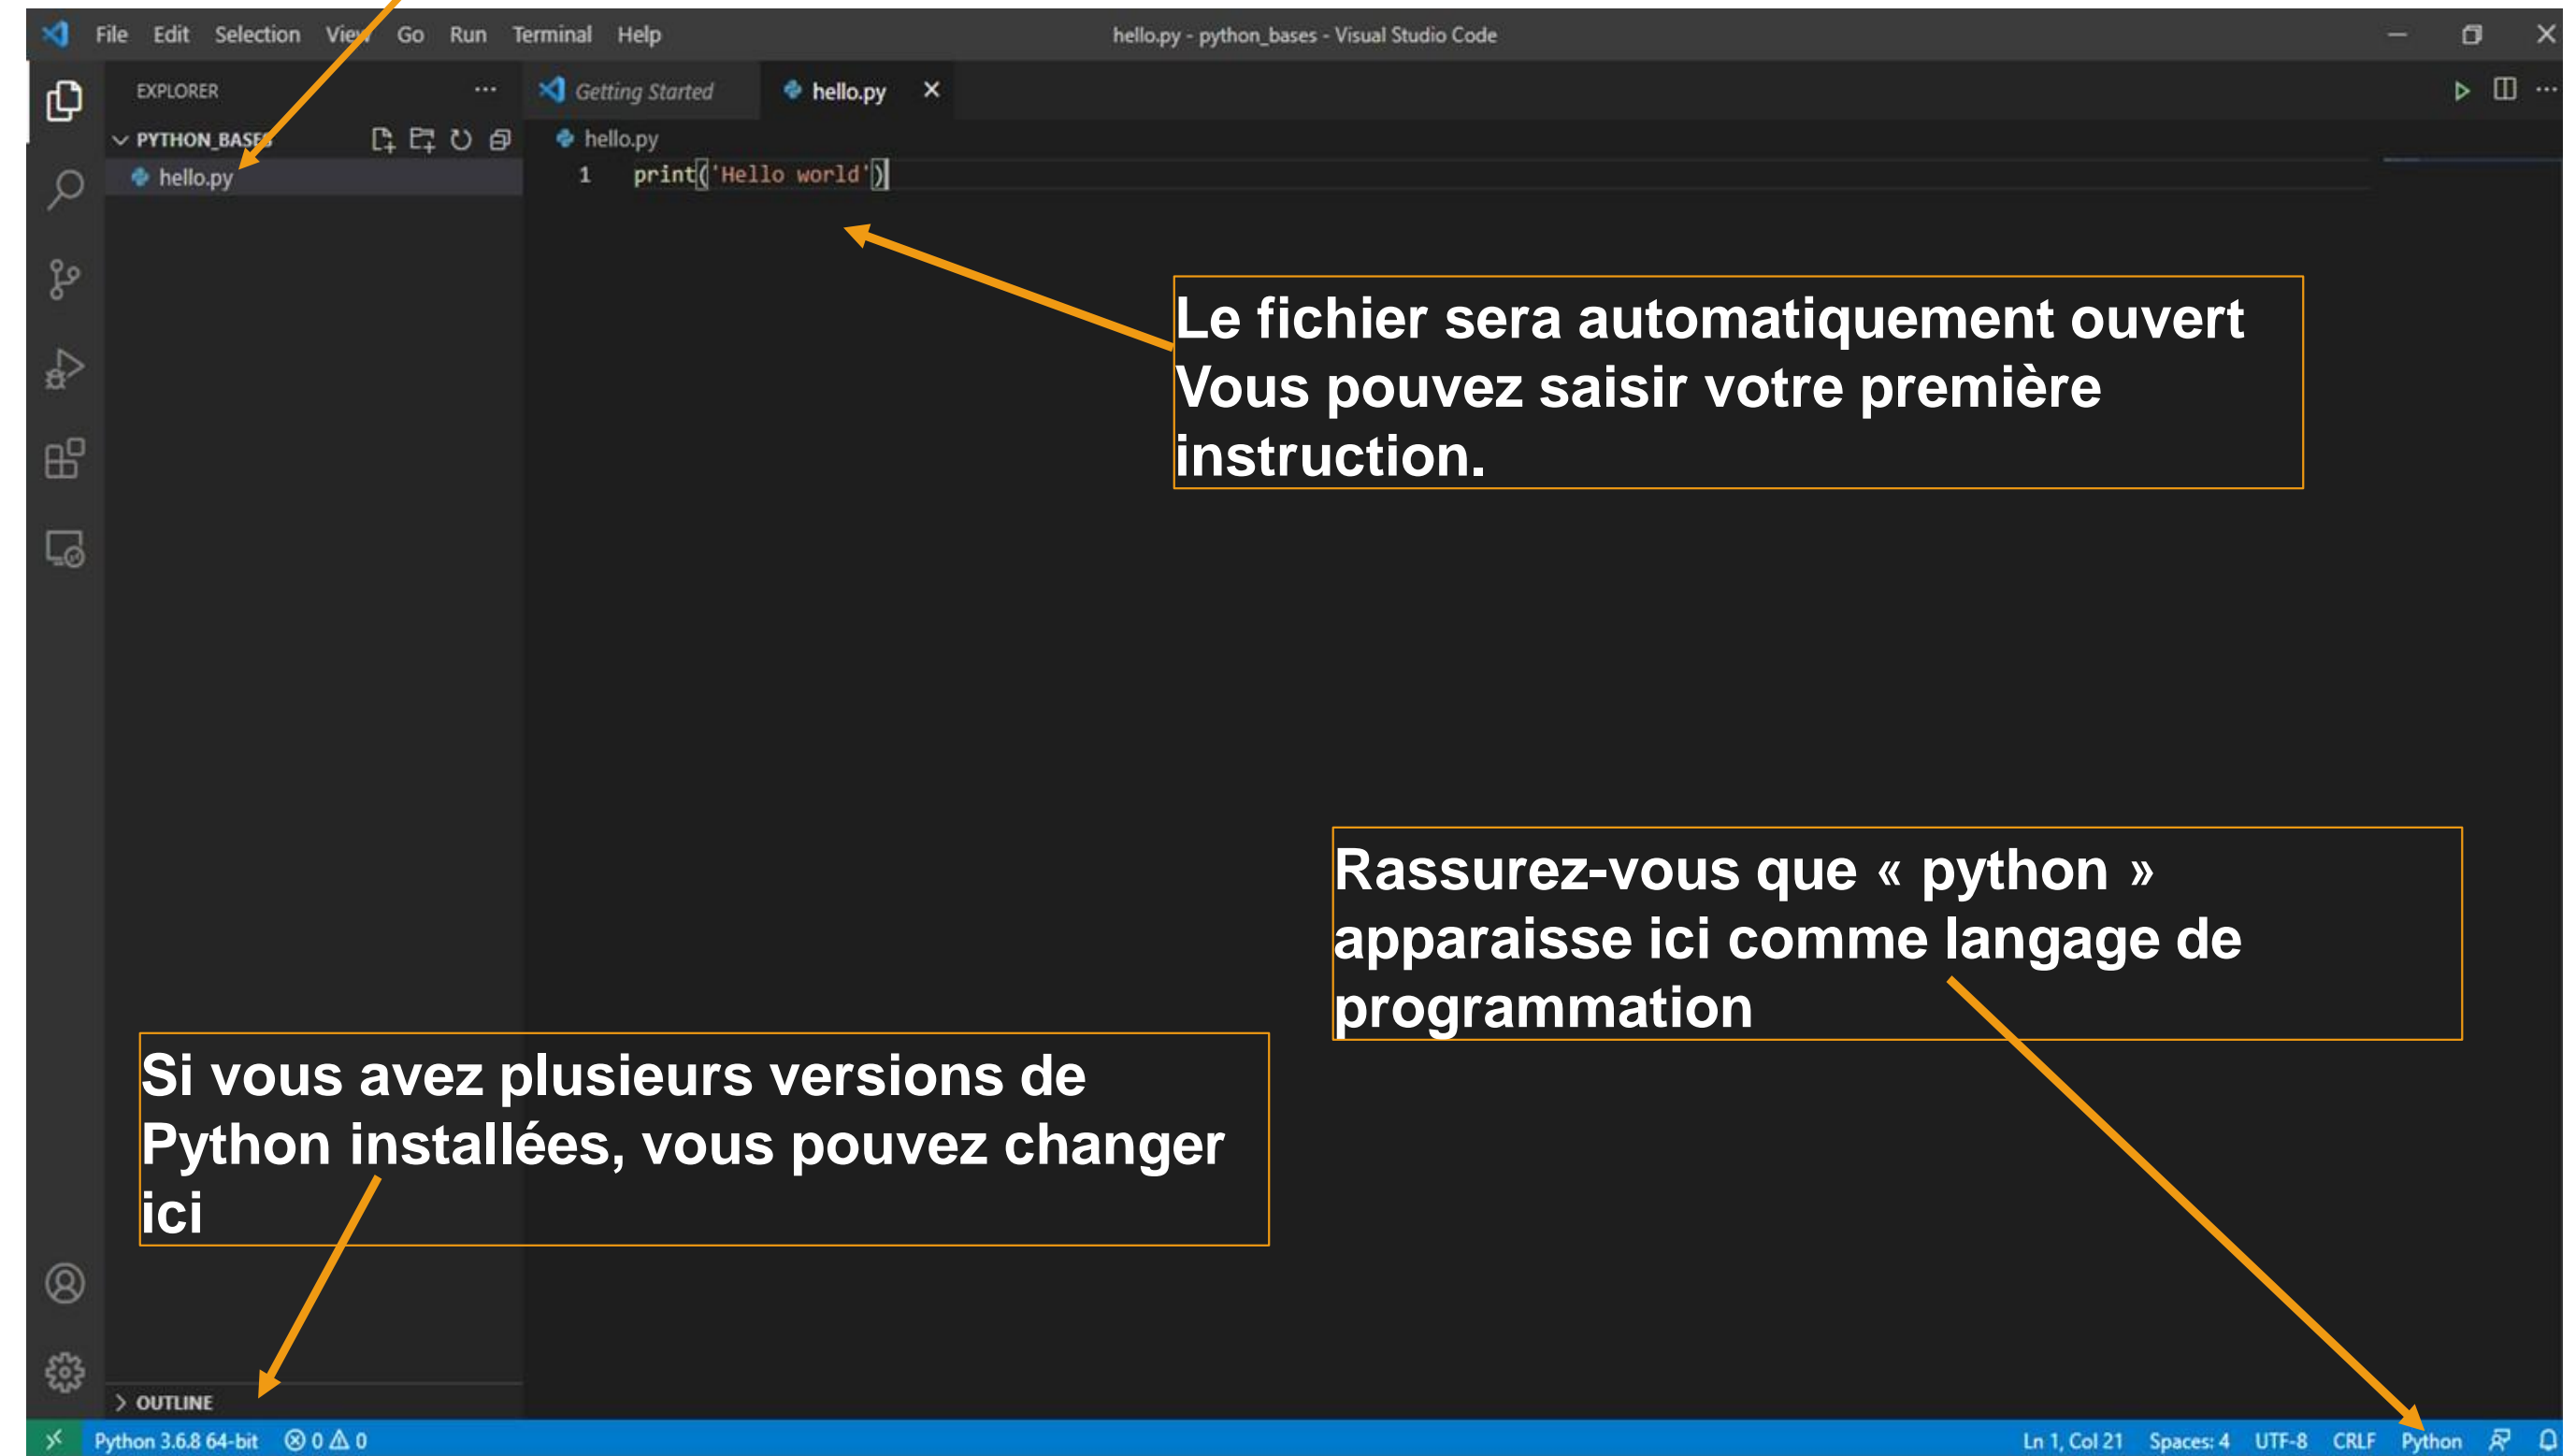 File Edit Selection View Go Run Terminal Help
hello.py - python_bases - Visual Studio Code
EXPLORER
Getting Started
hello.py
PYTHON_BASES
hello.py
hello.py
1 print('Hello world')
Le fichier sera automatiquement ouvert
Vous pouvez saisir votre première
instruction.
Rassurez-vous que « python »
apparaisse ici comme langage de
programmation
Si vous avez plusieurs versions de
Python installées, vous pouvez changer
ici
OUTLINE
Python 3.6.8 64-bit 0 0
Ln 1, Col 21 Spaces: 4 UTF-8 CRLF Python